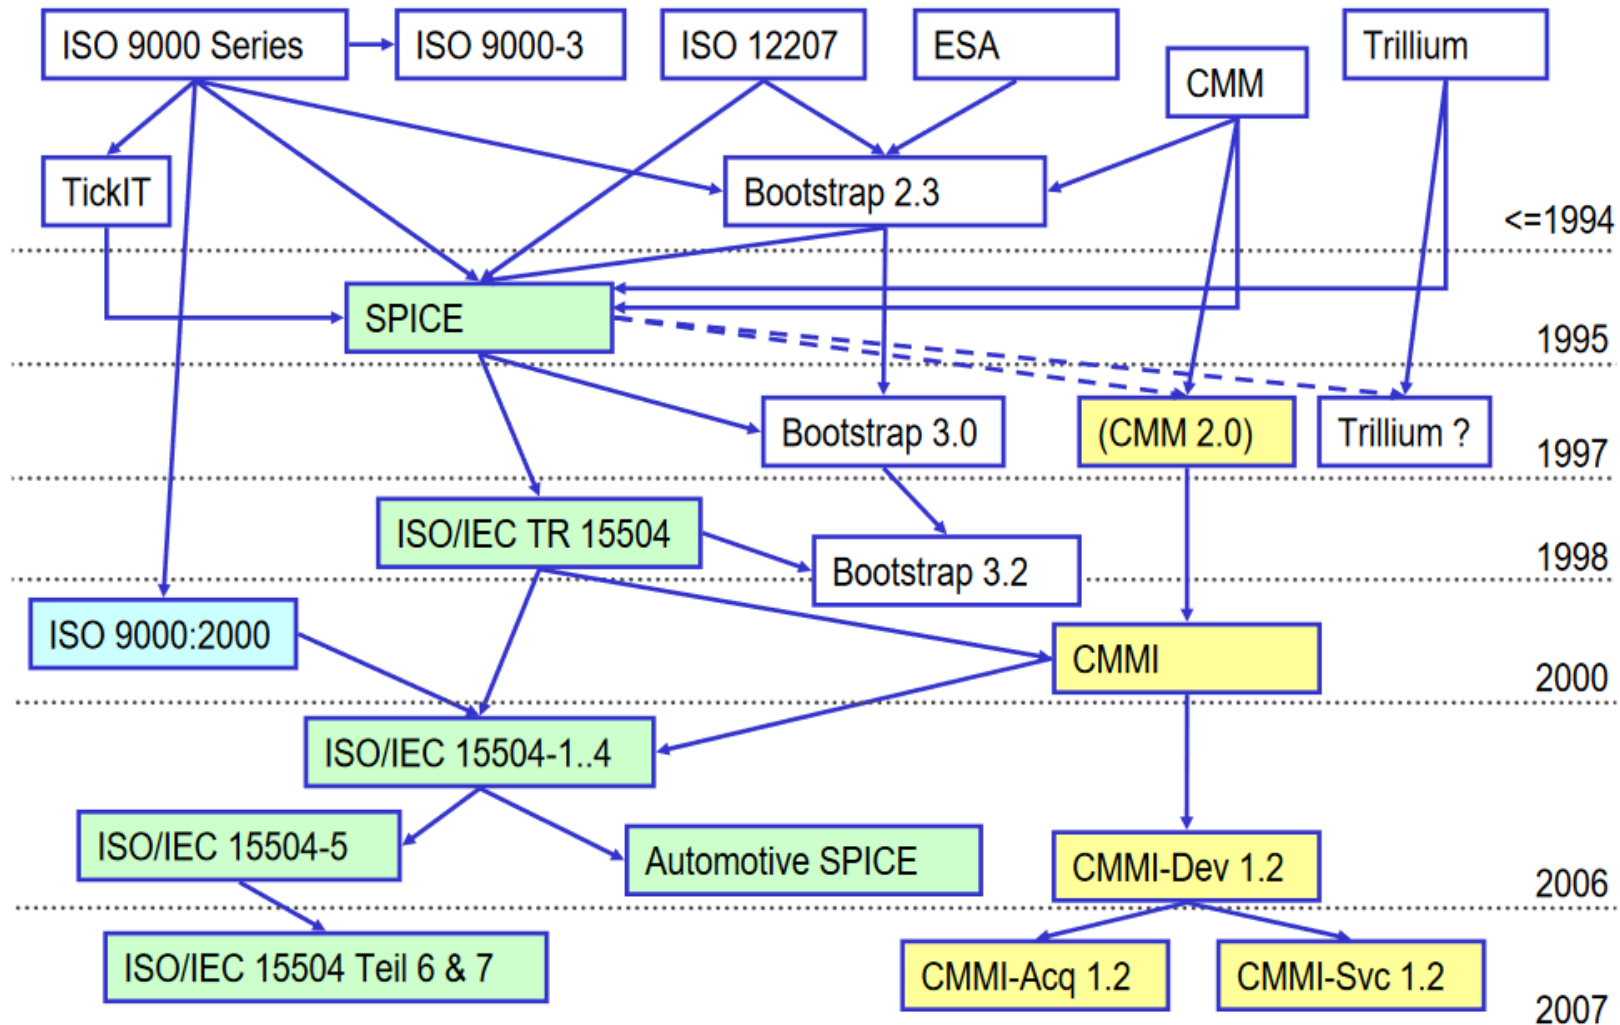 ISO 9000 Series
ISO 9000-3
ISO 12207
ESA
CMM
Trillium
TickIT
Bootstrap 2.3
<=1994
SPICE
1995
Bootstrap 3.0
(CMM 2.0)
Trillium ?
1997
ISO/IEC TR 15504
Bootstrap 3.2
1998
ISO 9000:2000
CMMI
2000
ISO/IEC 15504-1..4
ISO/IEC 15504-5
Automotive SPICE
CMMI-Dev 1.2
2006
ISO/IEC 15504 Teil 6 & 7
CMMI-Acq 1.2
CMMI-Svc 1.2
2007